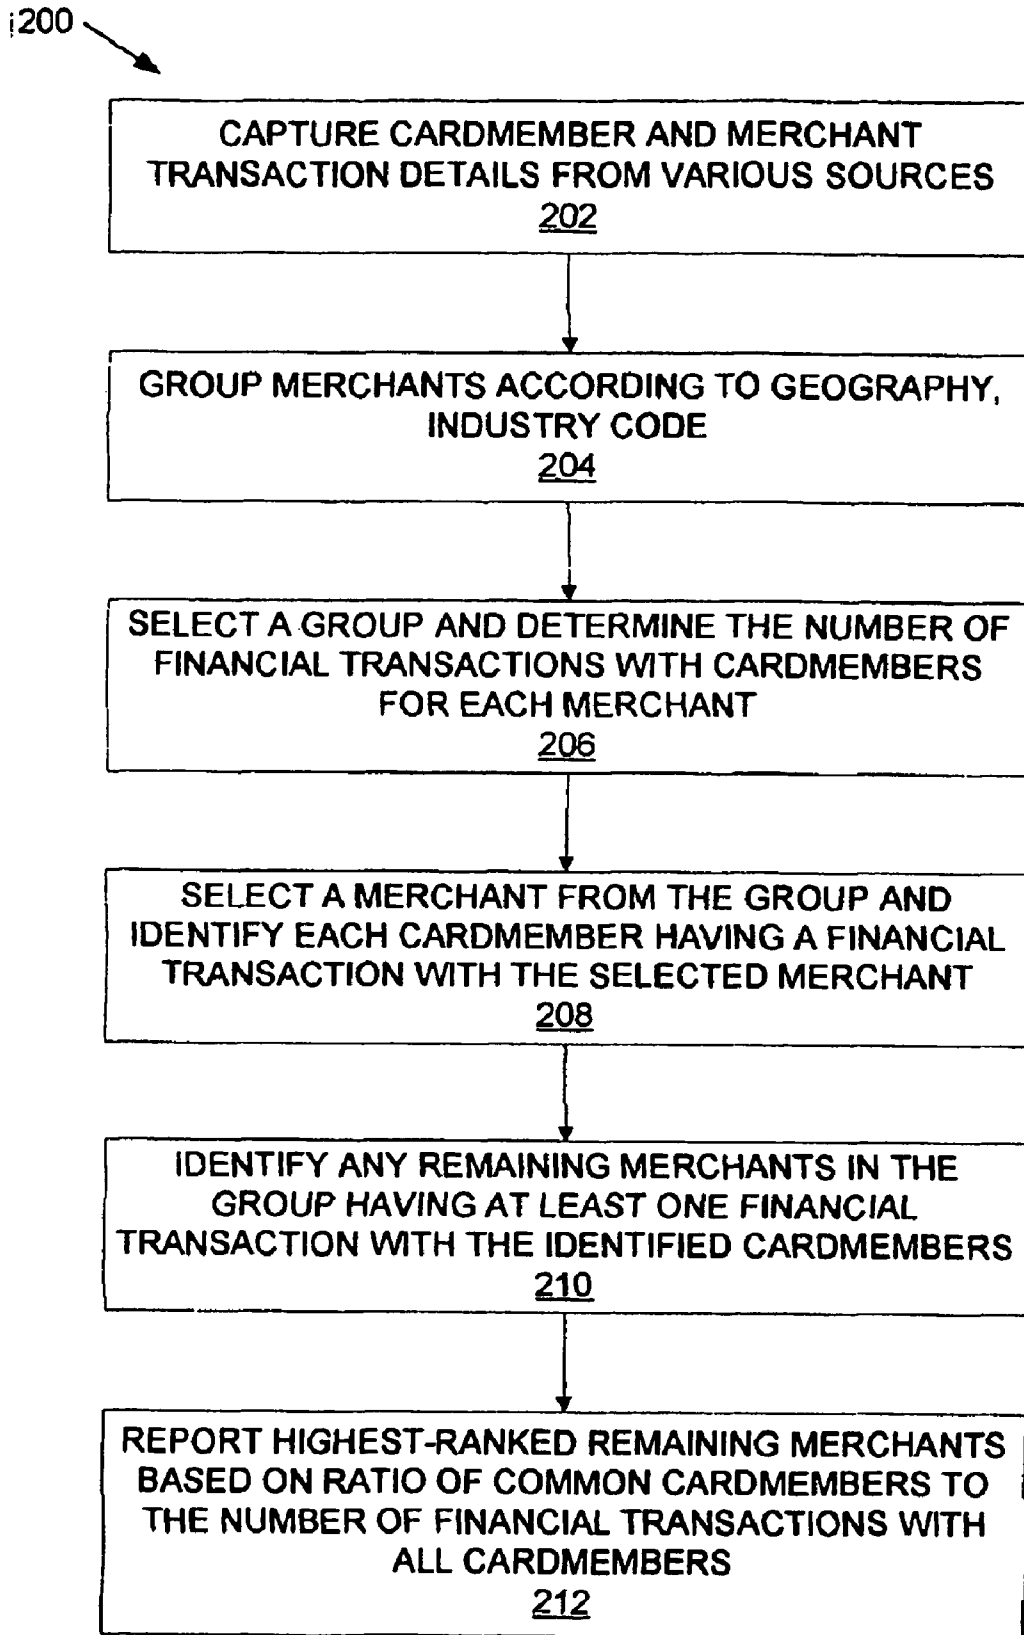 200
CAPTURE CARDMEMBER AND MERCHANT
TRANSACTION DETAILS FROM VARIOUS SOURCES
202
GROUP MERCHANTS ACCORDING TO GEOGRAPHY,
INDUSTRY CODE
204
SELECT A GROUP AND DETERMINE THE NUMBER OF
FINANCIAL TRANSACTIONS WITH CARDMEMBERS
FOR EACH MERCHANT
206
SELECT A MERCHANT FROM THE GROUP AND
IDENTIFY EACH CARDMEMBER HAVING A FINANCIAL
TRANSACTION WITH THE SELECTED MERCHANT
208
IDENTIFY ANY REMAINING MERCHANTS IN THE
GROUP HAVING AT LEAST ONE FINANCIAL
TRANSACTION WITH THE IDENTIFIED CARDMEMBERS
210
REPORT HIGHEST-RANKED REMAINING MERCHANTS
BASED ON RATIO OF COMMON CARDMEMBERS TO
THE NUMBER OF FINANCIAL TRANSACTIONS WITH
ALL CARDMEMBERS
212